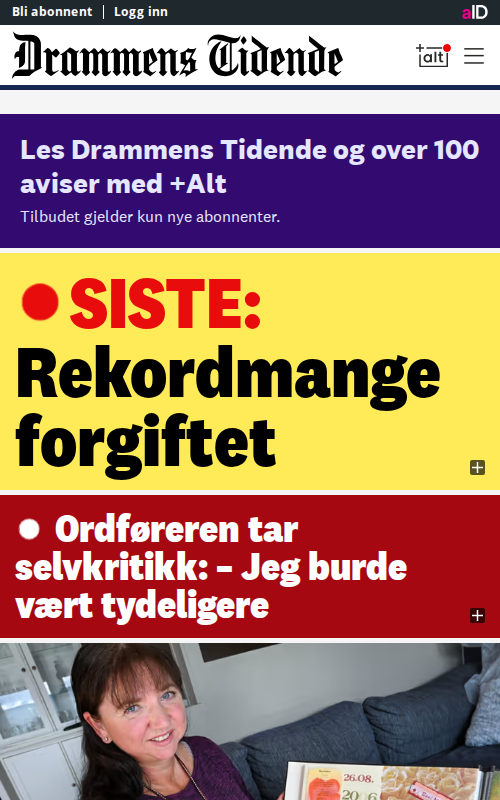 Bli abonnent | Logg inn
aID
Drammens Tidende
+alt
Les Drammens Tidende og over 100
aviser med +Alt
Tilbudet gjelder kun nye abonnenter.
SISTE:
Rekordmange
forgiftet
Ordføreren tar
selvkritikk: – Jeg burde
vært tydeligere
26.08.
2006